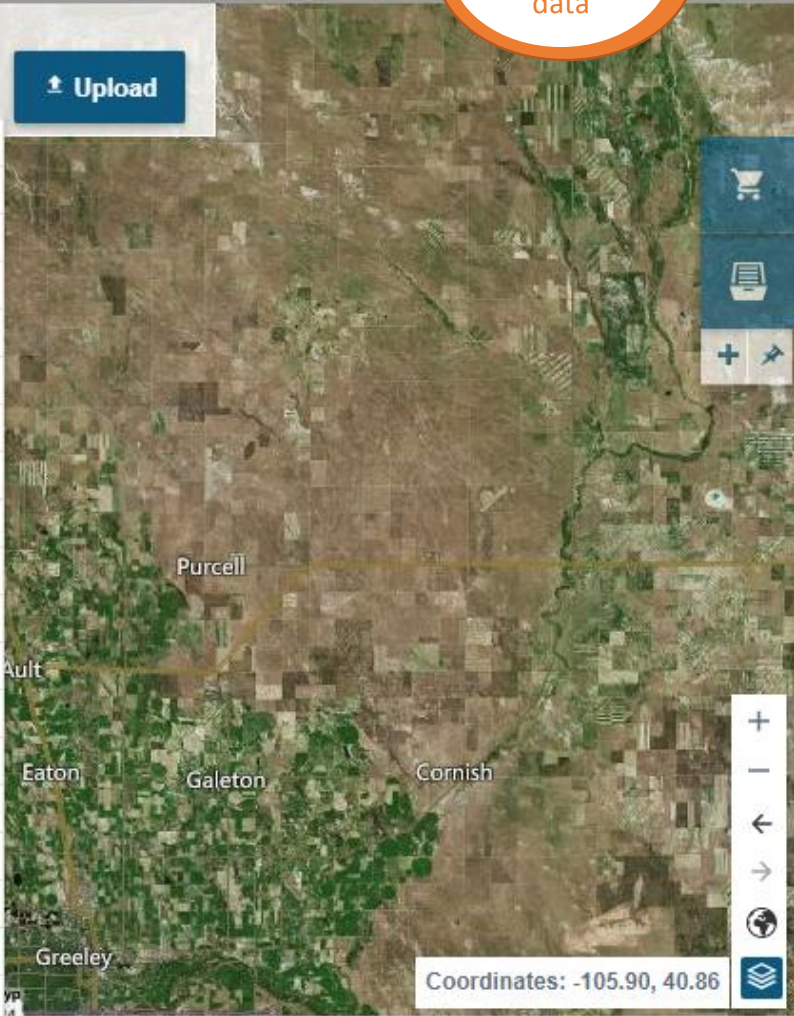 data
Upload
Purcell
Ault
Eaton
Galeton
Cornish
Greeley
Coordinates: -105.90, 40.86